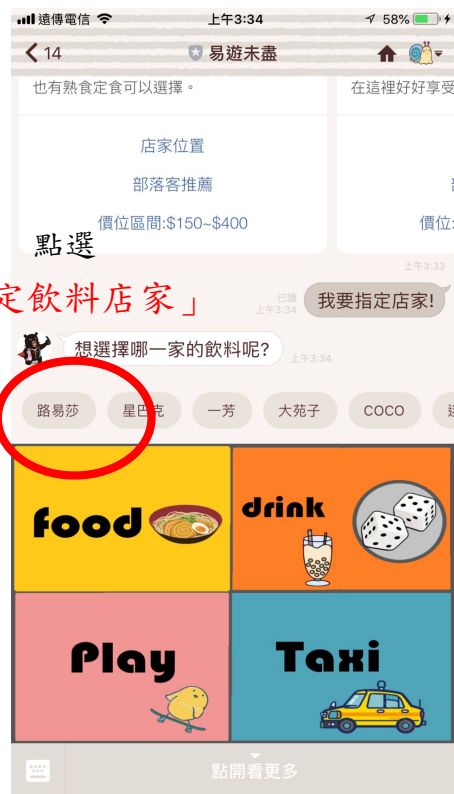 遠傳電信 上午3:34 58%
14 易遊未盡
也有熟食定食可以選擇。 在這裡好好享受
店家位置
部落客推薦
價位區間:$150~$400 價位
上午3:33
點選
定飲料店家」
已讀
上午3:34 我要指定店家!
想選擇哪一家的飲料呢? 上午3:34
路易莎 星巴克 一芳 大苑子 COCO
food drink
Play Taxi
點開看更多